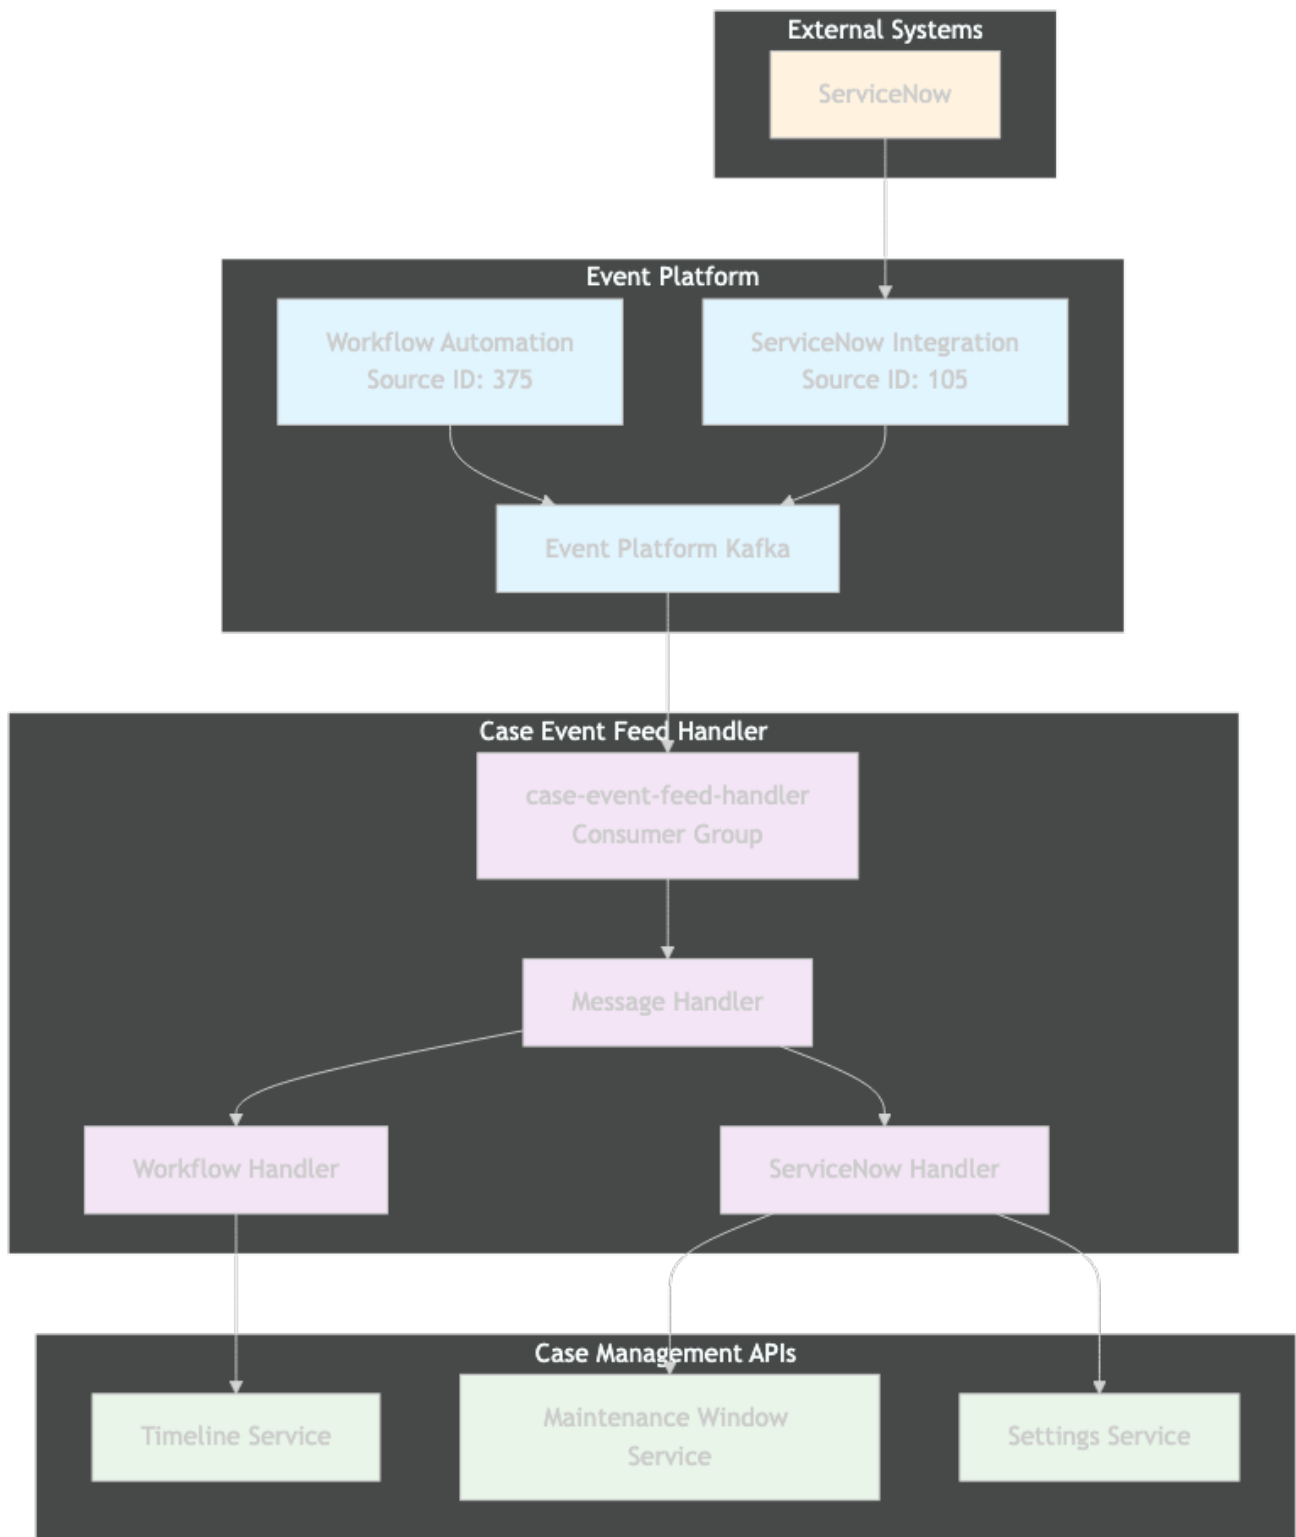 External Systems
ServiceNow
Event Platform
Workflow Automation
Source ID: 375
ServiceNow Integration
Source ID: 105
Event Platform Kafka
Case Event Feed Handler
case-event-feed-handler
Consumer Group
Message Handler
Workflow Handler
ServiceNow Handler
Case Management APIs
Timeline Service
Maintenance Window
Service
Settings Service